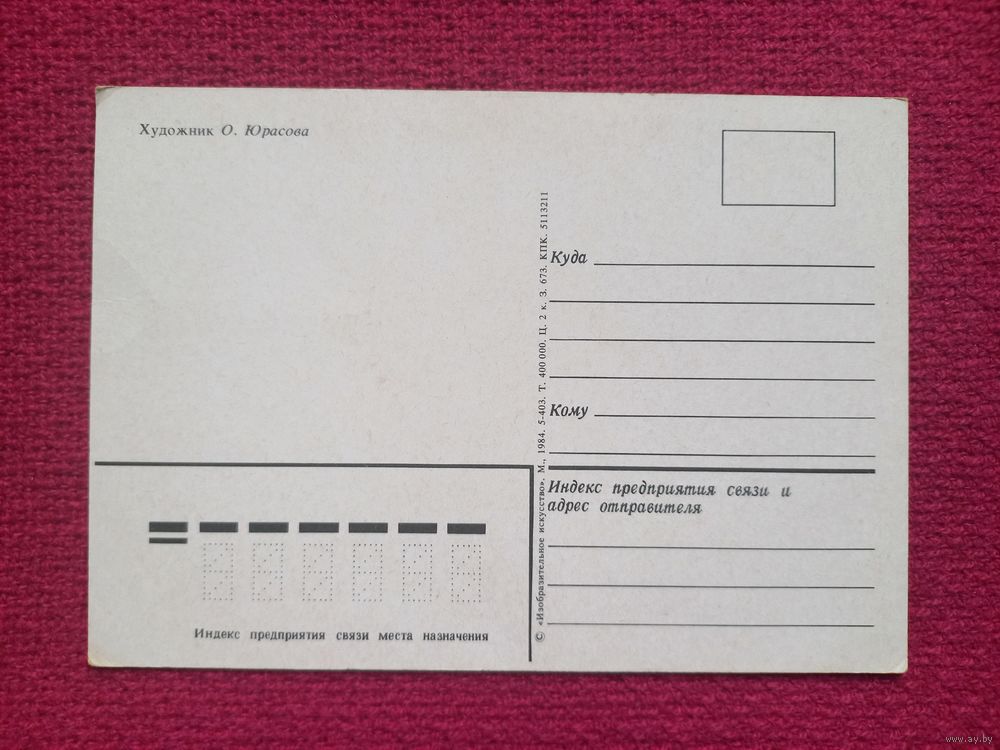 Художник О. Юрасова
© «Изобразительное искусство», М., 1984. 5-403. Т. 400 000. Ц. 2 к. З. 673. КПК. 5113211
Куда
Кому
Индекс предприятия связи и
адрес отправителя
Индекс предприятия связи места назначения
www.ay.by